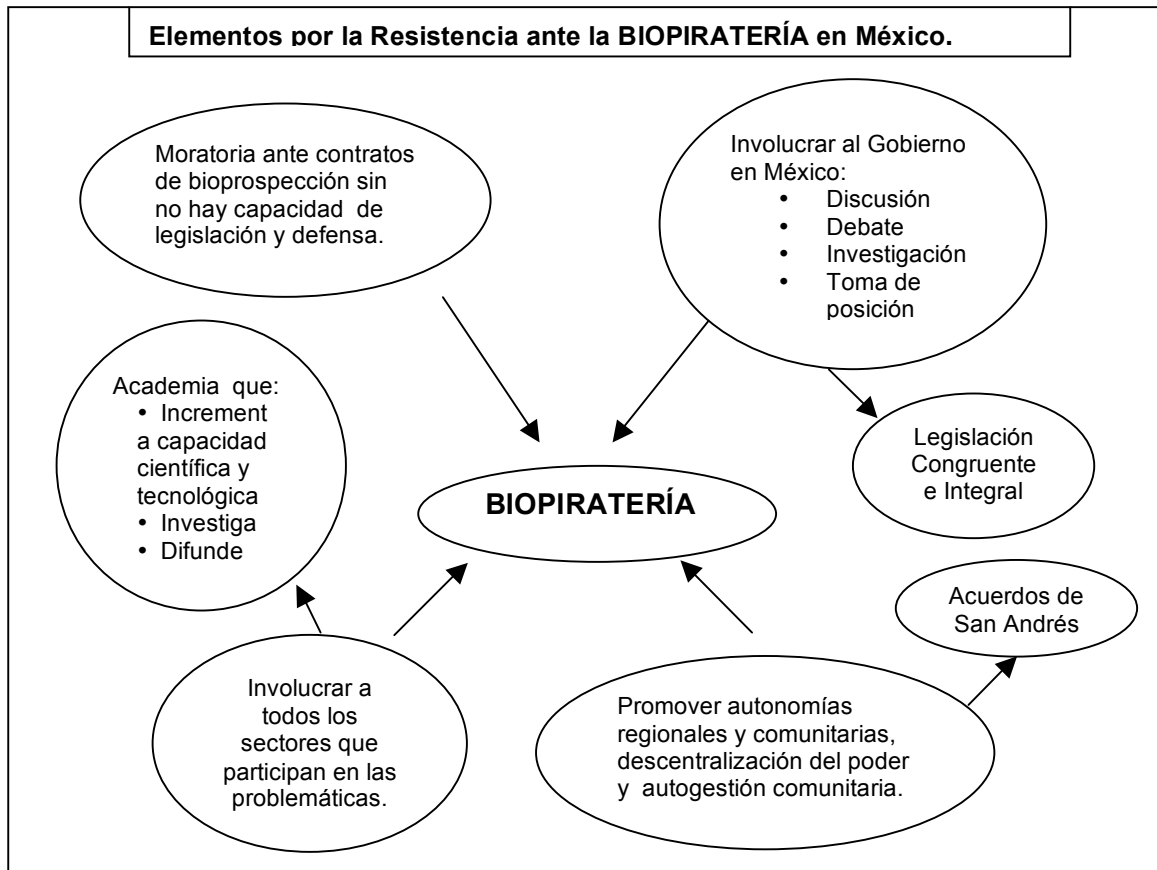 Elementos por la Resistencia ante la BIOPIRATERÍA en México.
Moratoria ante contratos
de bioprospección sin
no hay capacidad de
legislación y defensa.
Involucrar al Gobierno
en México:
• Discusión
• Debate
• Investigación
• Toma de
posición
Academia que:
• Increment
a capacidad
científica y
tecnológica
• Investiga
• Difunde
BIOPIRATERÍA
Legislación
Congruente
e Integral
Acuerdos de
San Andrés
Involucrar a
todos los
sectores que
participan en las
problemáticas.
Promover autonomías
regionales y comunitarias,
descentralización del poder
y autogestión comunitaria.